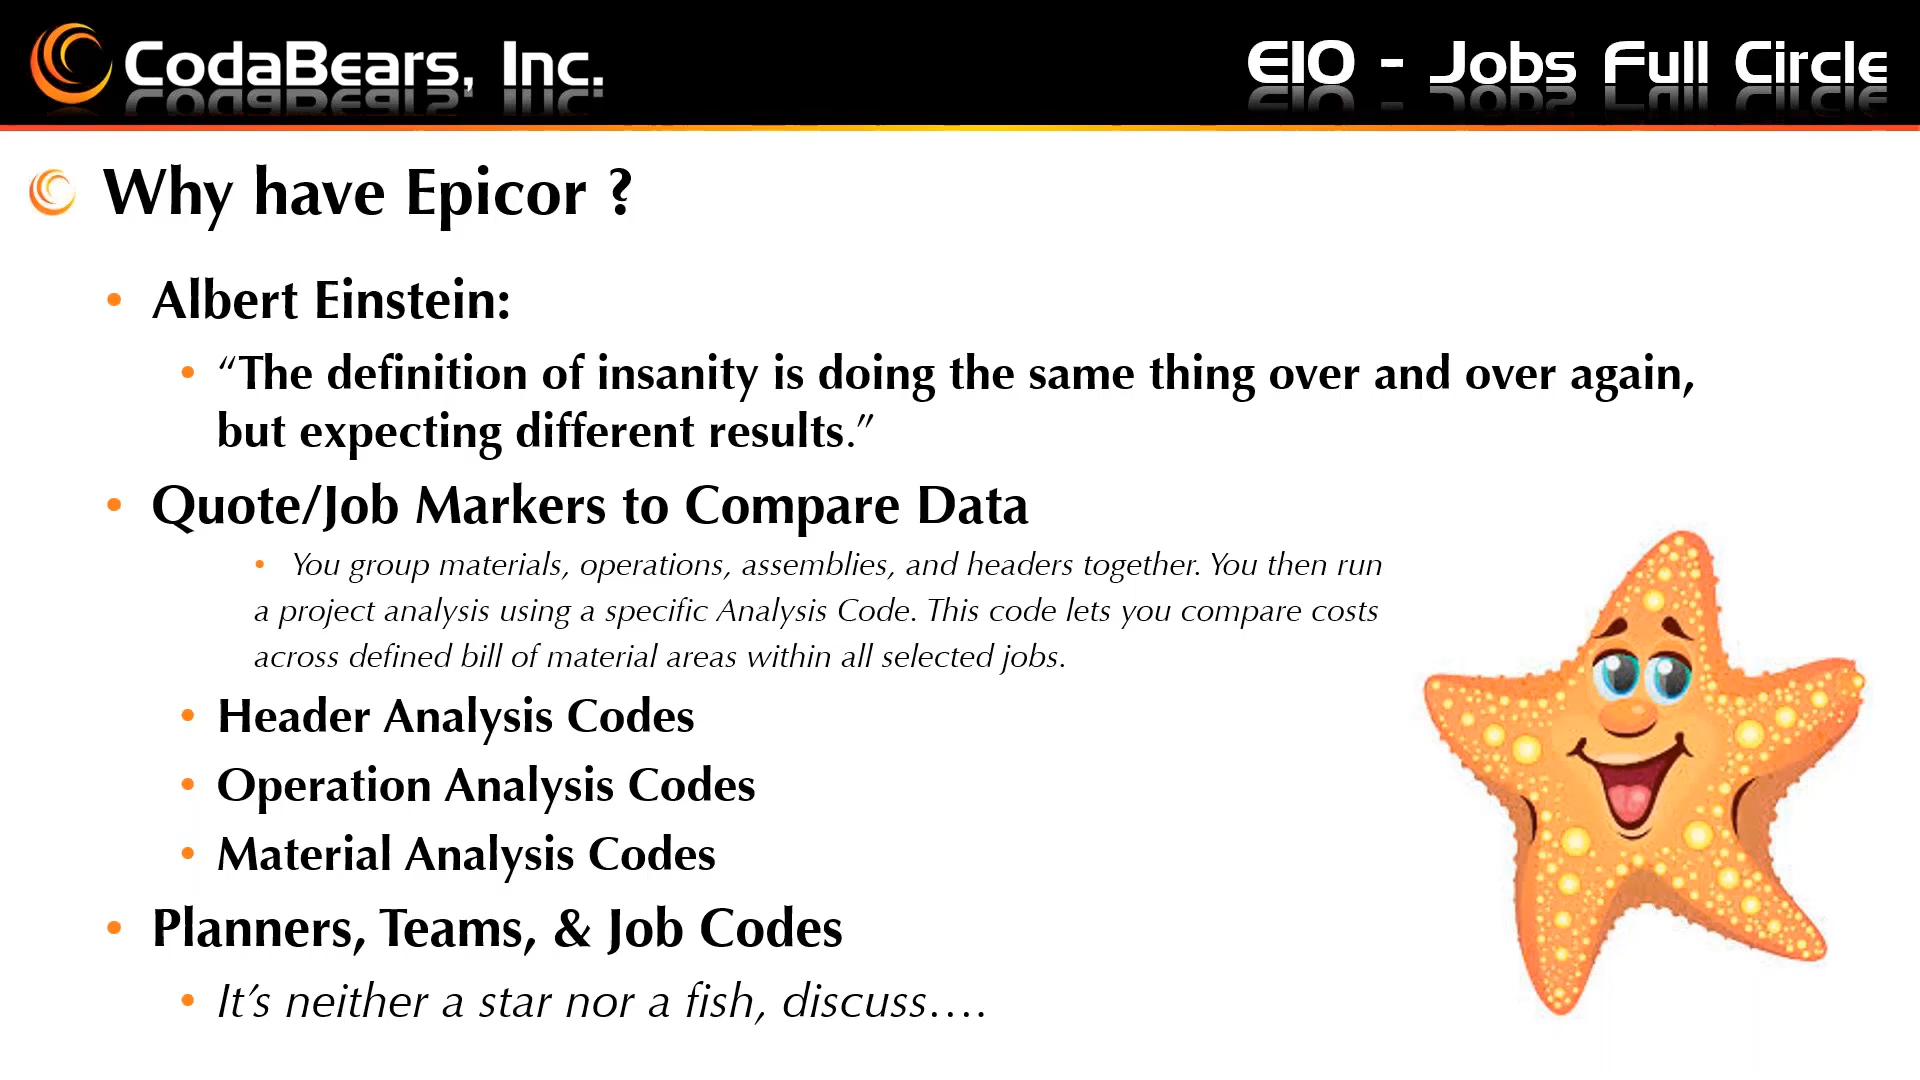 CodaBears, Inc.
EIO - Jobs Full Circle
Why have Epicor ?
• Albert Einstein:
• “The definition of insanity is doing the same thing over and over again,
but expecting different results.”
• Quote/Job Markers to Compare Data
• You group materials, operations, assemblies, and headers together. You then run
a project analysis using a specific Analysis Code. This code lets you compare costs
across defined bill of material areas within all selected jobs.
• Header Analysis Codes
• Operation Analysis Codes
• Material Analysis Codes
• Planners, Teams, & Job Codes
• It’s neither a star nor a fish, discuss….